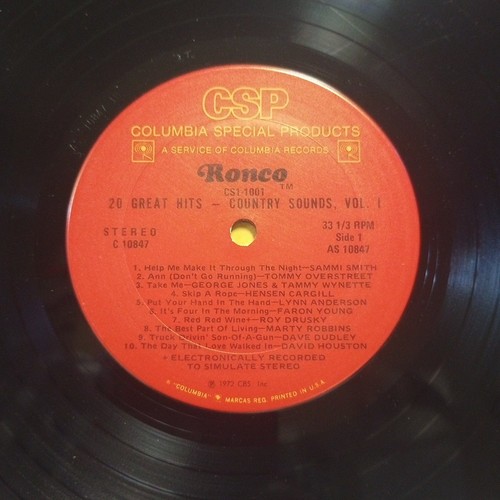 CSP
COLUMBIA SPECIAL PRODUCTS
A SERVICE OF COLUMBIA RECORDS
Ronco™
CST-1001
20 GREAT HITS — COUNTRY SOUNDS, VOL. I
STEREO
C 10847
33 1/3 RPM
Side 1
AS 10847
1. Help Me Make It Through The Night—SAMMI SMITH
2. Ann (Don't Go Running)—TOMMY OVERSTREET
3. Take Me—GEORGE JONES & TAMMY WYNETTE
4. Skip A Rope—HENSEN CARGILL
5. Put Your Hand In The Hand—LYNN ANDERSON
6. It's Four In The Morning—FARON YOUNG
7. Red Red Wine+—ROY DRUSKY
8. The Best Part Of Living—MARTY ROBBINS
9. Truck Drivin' Son-Of-A-Gun—DAVE DUDLEY
10. The Day That Love Walked In—DAVID HOUSTON
+ ELECTRONICALLY RECORDED
TO SIMULATE STEREO
℗ 1972 CBS, Inc.
® "COLUMBIA", MARCAS REG. PRINTED IN U.S.A.